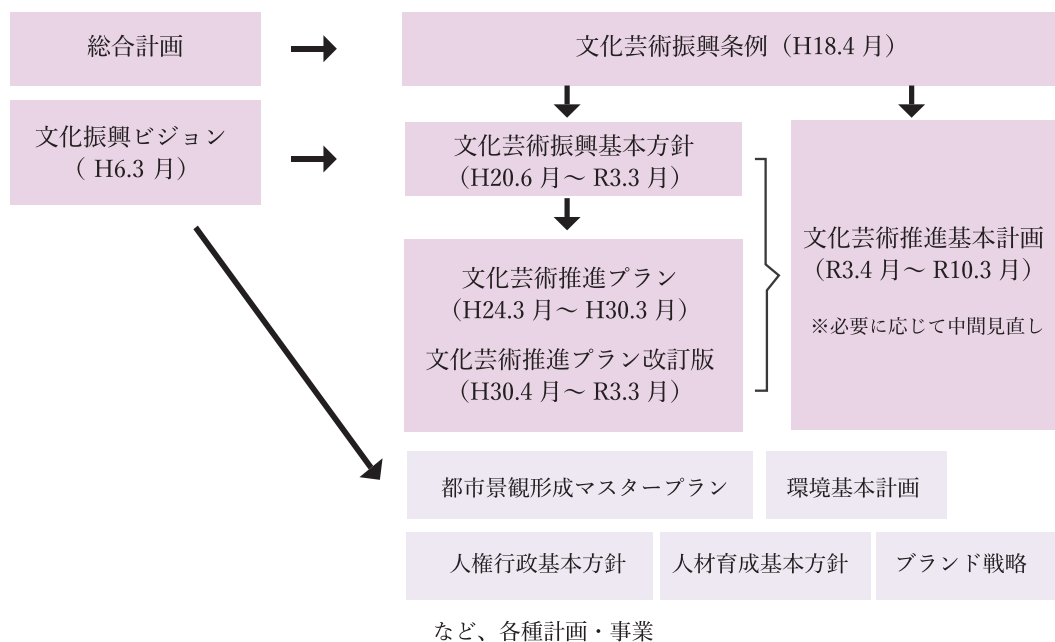 総合計画
文化芸術振興条例（H18.4 月）
文化振興ビジョン
（ H6.3 月）
文化芸術振興基本方針
（H20.6 月～ R3.3 月）
文化芸術推進プラン
（H24.3 月～ H30.3 月）
文化芸術推進プラン改訂版
（H30.4 月～ R3.3 月）
文化芸術推進基本計画
（R3.4 月～ R10.3 月）
※必要に応じて中間見直し
都市景観形成マスタープラン
環境基本計画
人権行政基本方針
人材育成基本方針
ブランド戦略
など、各種計画・事業